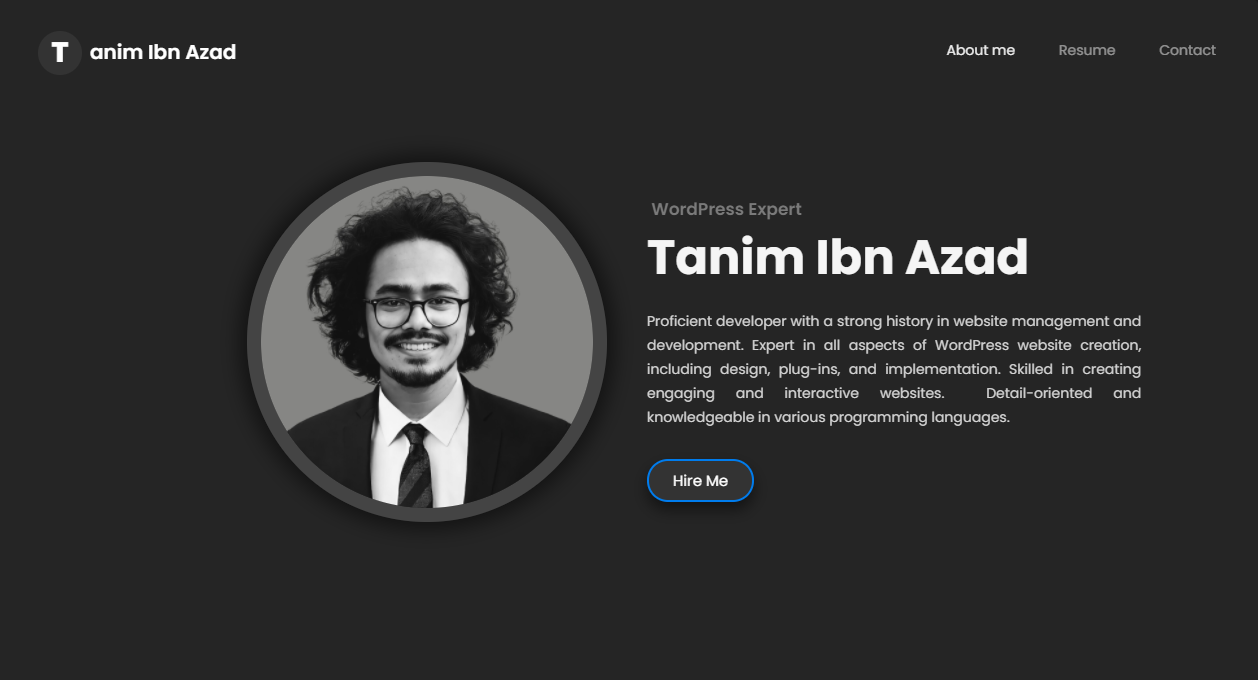 T anim Ibn Azad
About me Resume Contact
WordPress Expert
Tanim Ibn Azad
Proficient developer with a strong history in website management and
development. Expert in all aspects of WordPress website creation,
including design, plug-ins, and implementation. Skilled in creating
engaging and interactive websites. Detail-oriented and
knowledgeable in various programming languages.
Hire Me